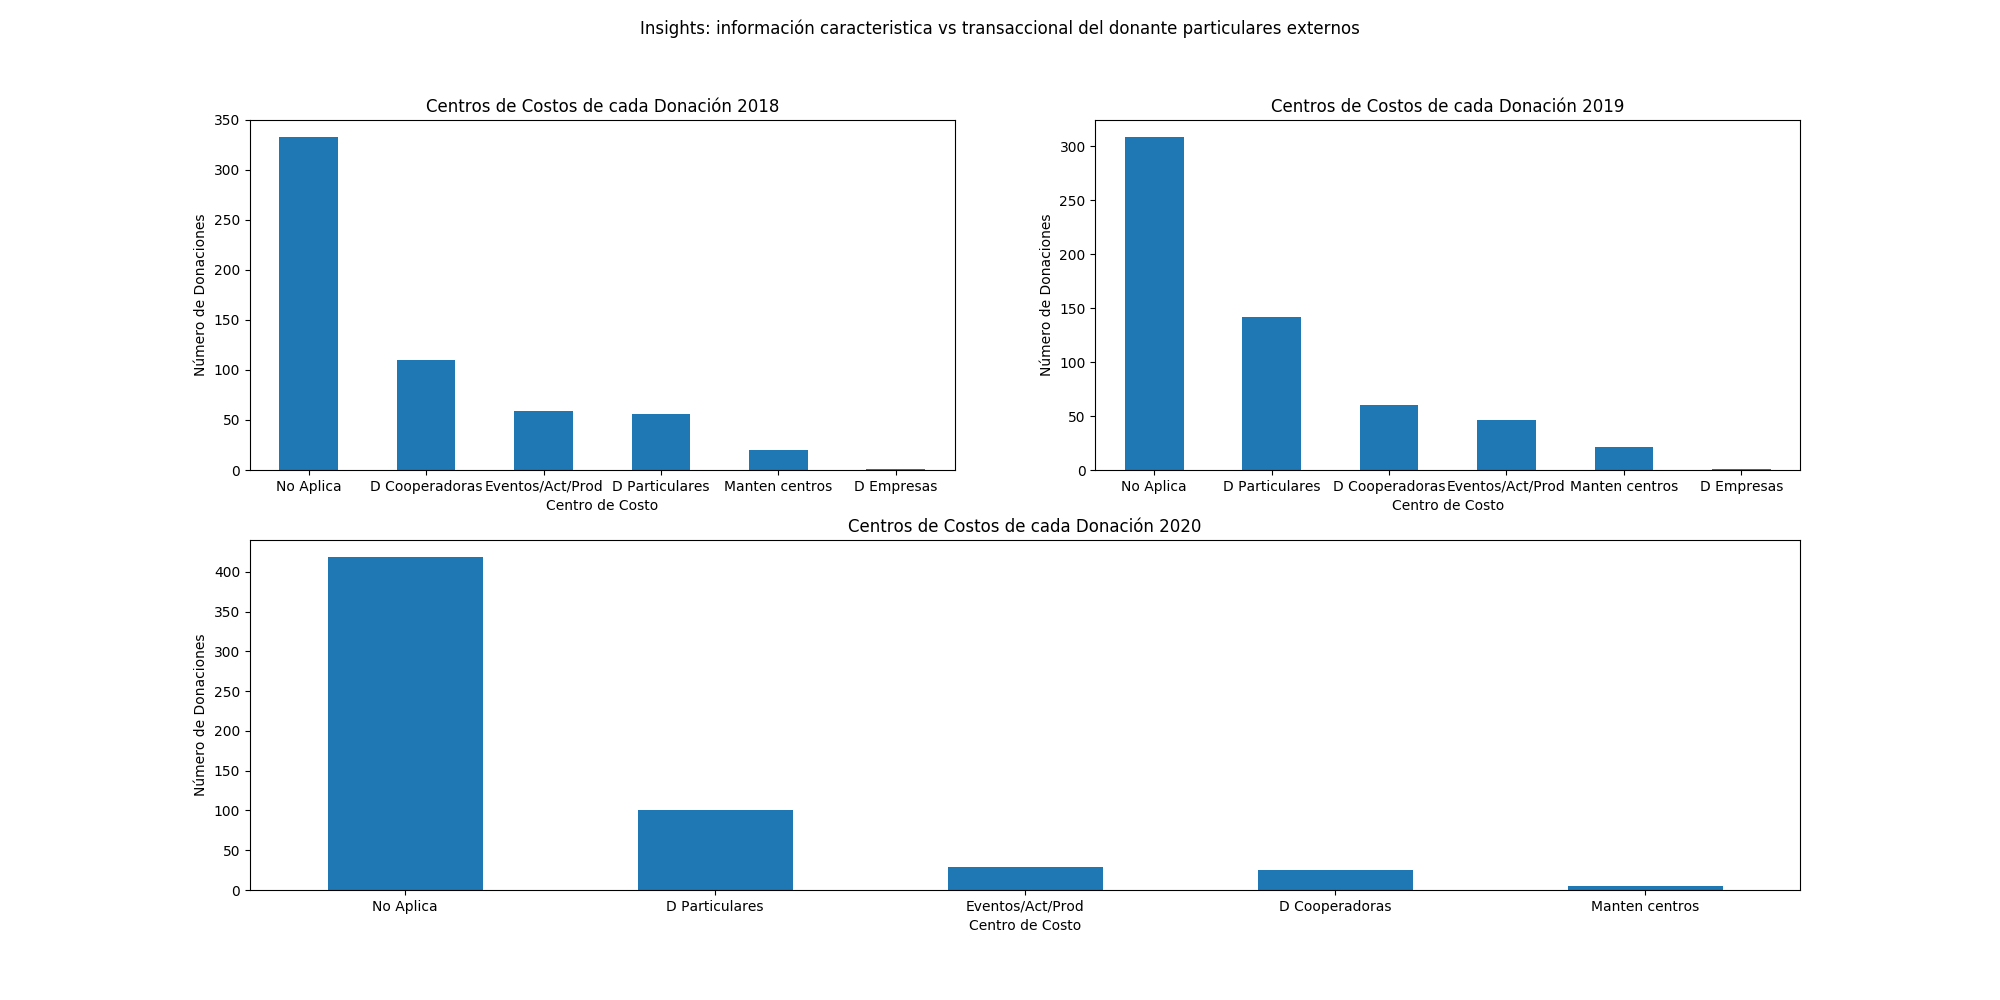 Insights: información caracteristica vs transaccional del donante particulares externos
Centros de Costos de cada Donación 2018
350
300
250
200
150
100
50
0
Número de Donaciones
No Aplica D Cooperadoras Eventos/Act/Prod D Particulares Manten centros D Empresas
Centro de Costo
Centros de Costos de cada Donación 2019
300
250
200
150
100
50
0
Número de Donaciones
No Aplica D Particulares D Cooperadoras Eventos/Act/Prod Manten centros D Empresas
Centro de Costo
Centros de Costos de cada Donación 2020
400
350
300
250
200
150
100
50
0
Número de Donaciones
No Aplica D Particulares Eventos/Act/Prod D Cooperadoras Manten centros
Centro de Costo